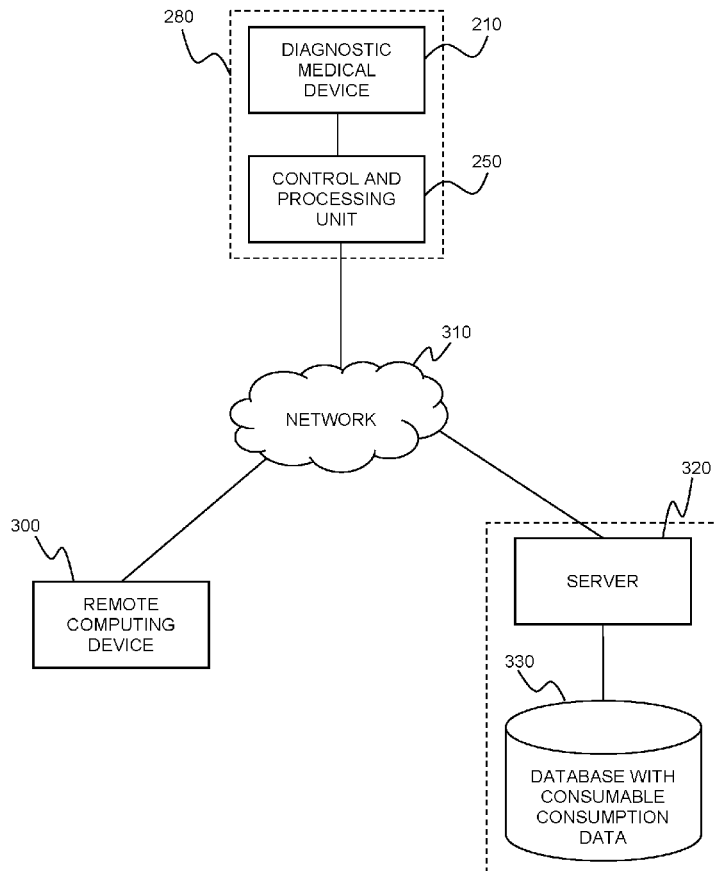 280
210
DIAGNOSTIC
MEDICAL
DEVICE
250
CONTROL AND
PROCESSING
UNIT
310
NETWORK
300
REMOTE
COMPUTING
DEVICE
320
SERVER
330
DATABASE WITH
CONSUMABLE
CONSUMPTION
DATA